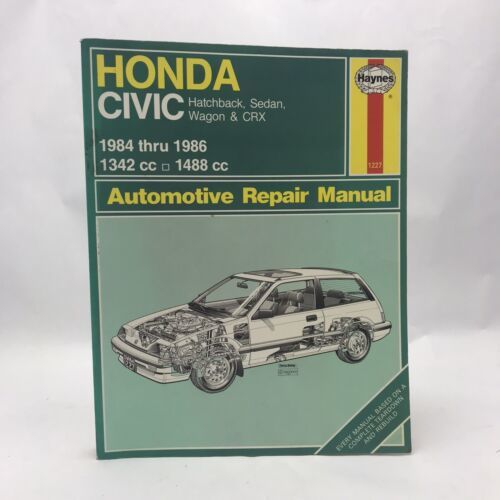 HONDA
CIVIC Hatchback, Sedan,
Wagon & CRX
1984 thru 1986
1342 cc □ 1488 cc
Haynes
®
1227
Automotive Repair Manual
EVERY MANUAL BASED ON A
COMPLETE TEARDOWN
AND REBUILD